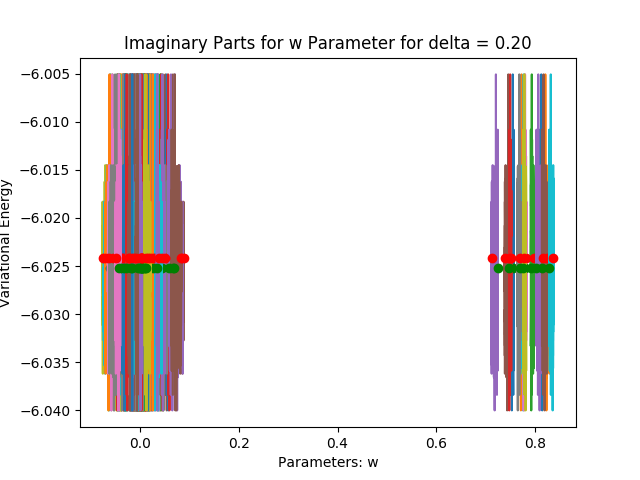 Imaginary Parts for w Parameter for delta = 0.20
Variational Energy
−6.005
−6.010
−6.015
−6.020
−6.025
−6.030
−6.035
−6.040
0.0 0.2 0.4 0.6 0.8
Parameters: w